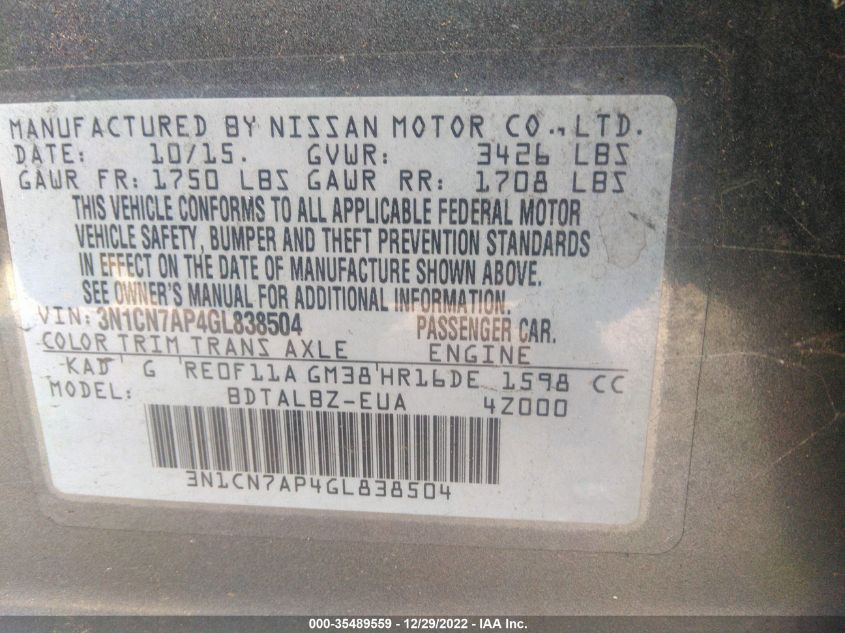 MANUFACTURED BY NISSAN MOTOR CO., LTD.
DATE: 10/15. GVWR: 3426 LBS
GAWR FR: 1750 LBS GAWR RR: 1708 LBS
THIS VEHICLE CONFORMS TO ALL APPLICABLE FEDERAL MOTOR
VEHICLE SAFETY, BUMPER AND THEFT PREVENTION STANDARDS
IN EFFECT ON THE DATE OF MANUFACTURE SHOWN ABOVE.
SEE OWNER'S MANUAL FOR ADDITIONAL INFORMATION.
VIN: 3N1CN7AP4GL838504 PASSENGER CAR.
COLOR TRIM TRANS AXLE ENGINE
KAD G RE0F11A GM38 HR16DE 1598 CC
MODEL: BDTALBZ-EUA 4Z000
3N1CN7AP4GL838504
000-35489559 - 12/29/2022 - IAA Inc.